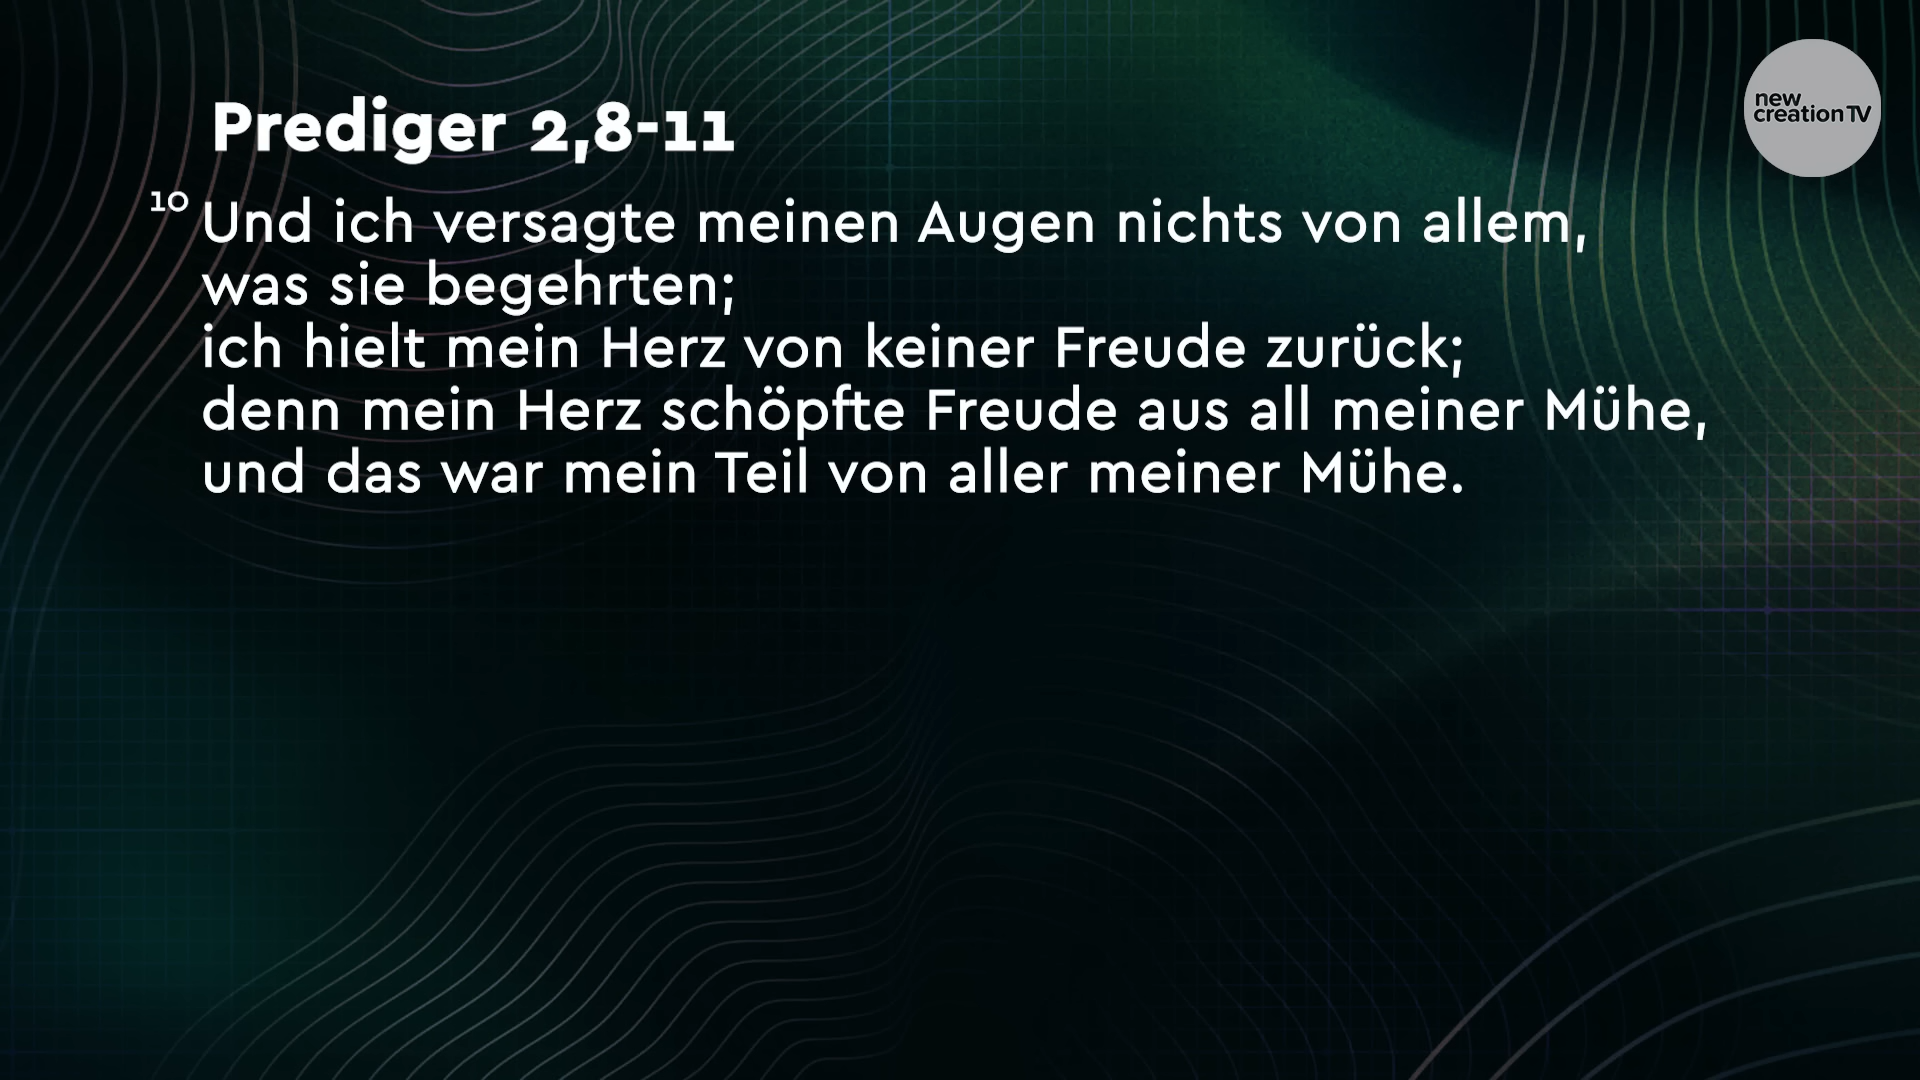 Prediger 2,8-11
new
creation TV
10 Und ich versagte meinen Augen nichts von allem,
was sie begehrten;
ich hielt mein Herz von keiner Freude zurück;
denn mein Herz schöpfte Freude aus all meiner Mühe,
und das war mein Teil von aller meiner Mühe.